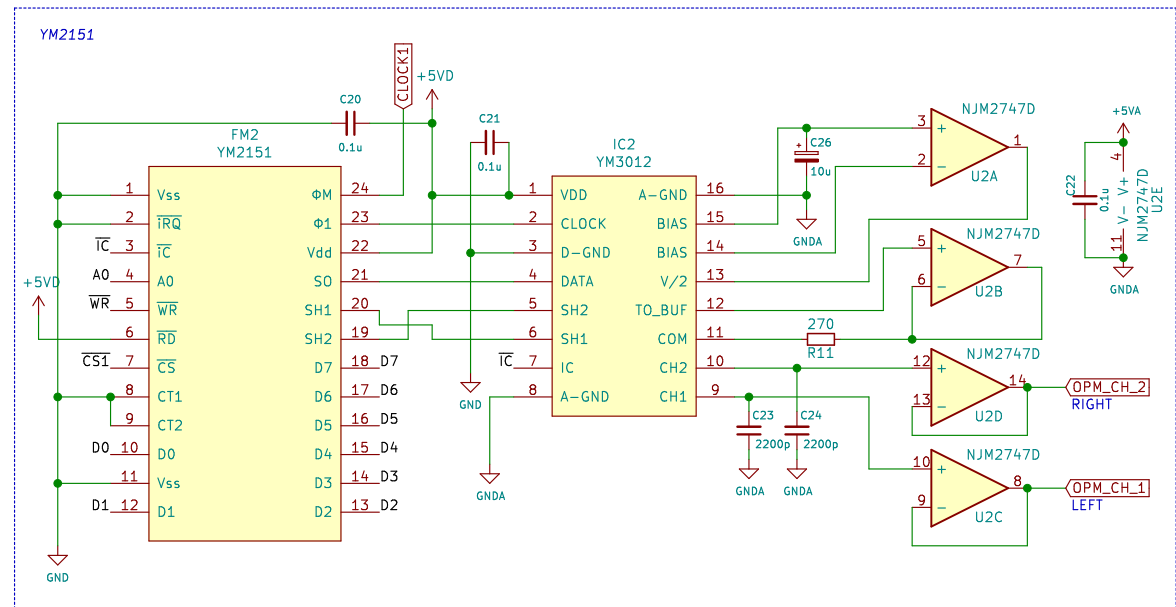 YM2151
CLOCK1
+5VD
C20
0.1u
FM2
YM2151
1 Vss
2 iRQ
IC 3 iC
A0 4 A0
WR 5 WR
+5VD
6 RD
CS1 7 CS
8 CT1
9 CT2
D0 10 D0
11 Vss
D1 12 D1
ΦM 24
Φ1 23
Vdd 22
SO 21
SH1 20
SH2 19
D7 18 D7
D6 17 D6
D5 16 D5
D4 15 D4
D3 14 D3
D2 13 D2
GND
C21
0.1u
GND
GNDA
IC2
YM3012
1 VDD
2 CLOCK
3 D-GND
4 DATA
5 SH2
6 SH1
IC 7 IC
8 A-GND
A-GND 16
BIAS 15
BIAS 14
V/2 13
TO_BUF 12
COM 11
CH2 10
CH1 9
C26
10u
+
GNDA
270
R11
C23
2200p
GNDA
C24
2200p
GNDA
NJM2747D
3 +
2 −
1
U2A
NJM2747D
5 +
6 −
7
U2B
NJM2747D
12 +
13 −
14
U2D
OPM_CH_2
RIGHT
NJM2747D
10 +
9 −
8
U2C
OPM_CH_1
LEFT
+5VA
4
V+
V-
11
C22
0.1u
NJM2747D
U2E
GNDA